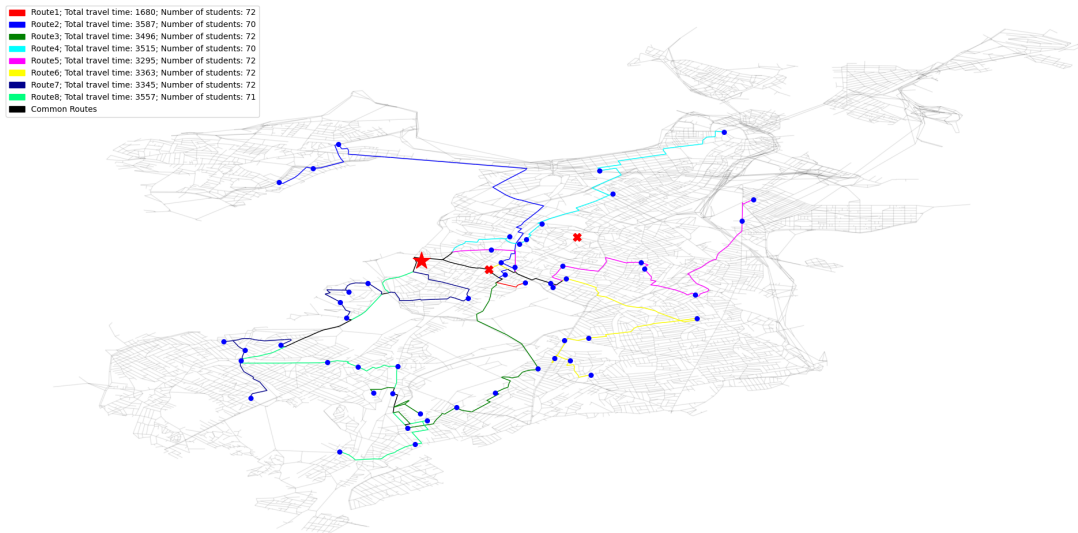 Route1; Total travel time: 1680; Number of students: 72
Route2; Total travel time: 3587; Number of students: 70
Route3; Total travel time: 3496; Number of students: 72
Route4; Total travel time: 3515; Number of students: 70
Route5; Total travel time: 3295; Number of students: 72
Route6; Total travel time: 3363; Number of students: 72
Route7; Total travel time: 3345; Number of students: 72
Route8; Total travel time: 3557; Number of students: 71
Common Routes